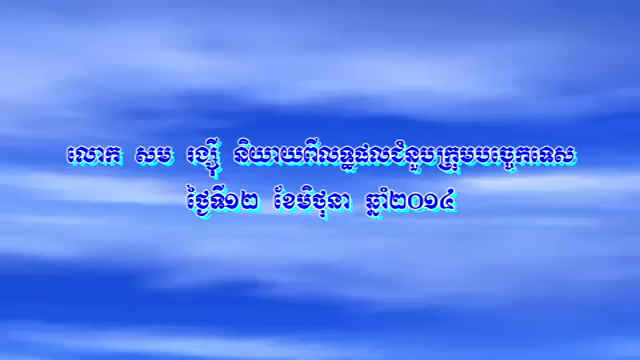 លោក សម រង្ស៊ី និយាយពីលទ្ធផលជំនួបក្រុមបច្ចេកទេស
ថ្ងៃទី១២ ខែមិថុនា ឆ្នាំ២០១៤